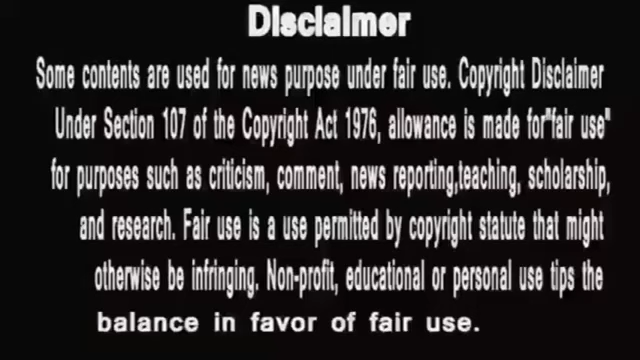 Disclaimer
Some contents are used for news purpose under fair use. Copyright Disclaimer
Under Section 107 of the Copyright Act 1976, allowance is made for"fair use"
for purposes such as criticism, comment, news reporting,teaching, scholarship,
and research. Fair use is a use permitted by copyright statute that might
otherwise be infringing. Non-profit, educational or personal use tips the
balance in favor of fair use.